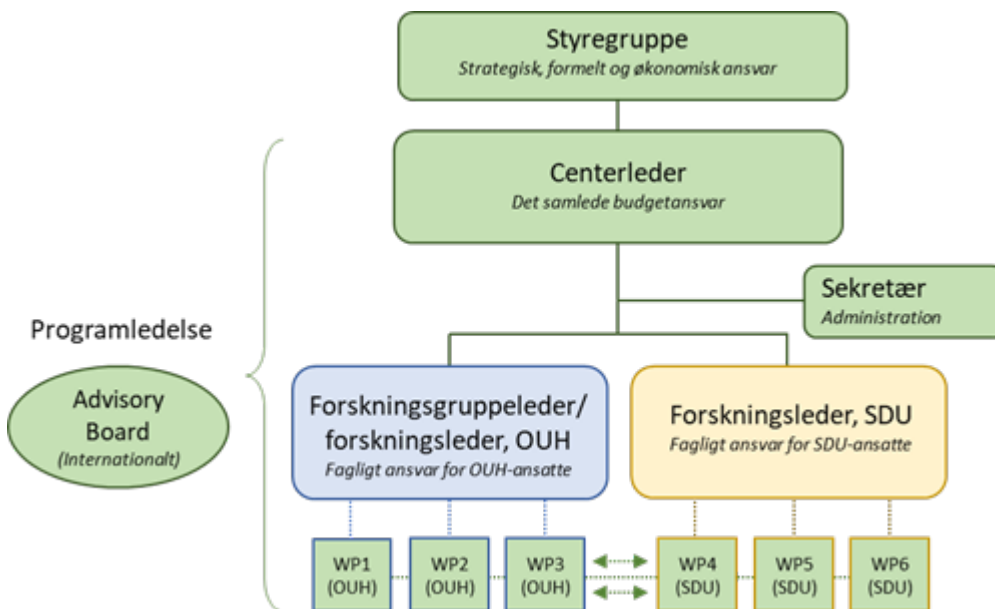 Styregruppe
Strategisk, formelt og økonomisk ansvar
Centerleder
Det samlede budgetansvar
Sekretær
Administration
Programledelse
Advisory
Board
(Internationalt)
Forskningsgruppeleder/
forskningsleder, OUH
Fagligt ansvar for OUH-ansatte
Forskningsleder, SDU
Fagligt ansvar for SDU-ansatte
WP1
(OUH)
WP2
(OUH)
WP3
(OUH)
WP4
(SDU)
WP5
(SDU)
WP6
(SDU)